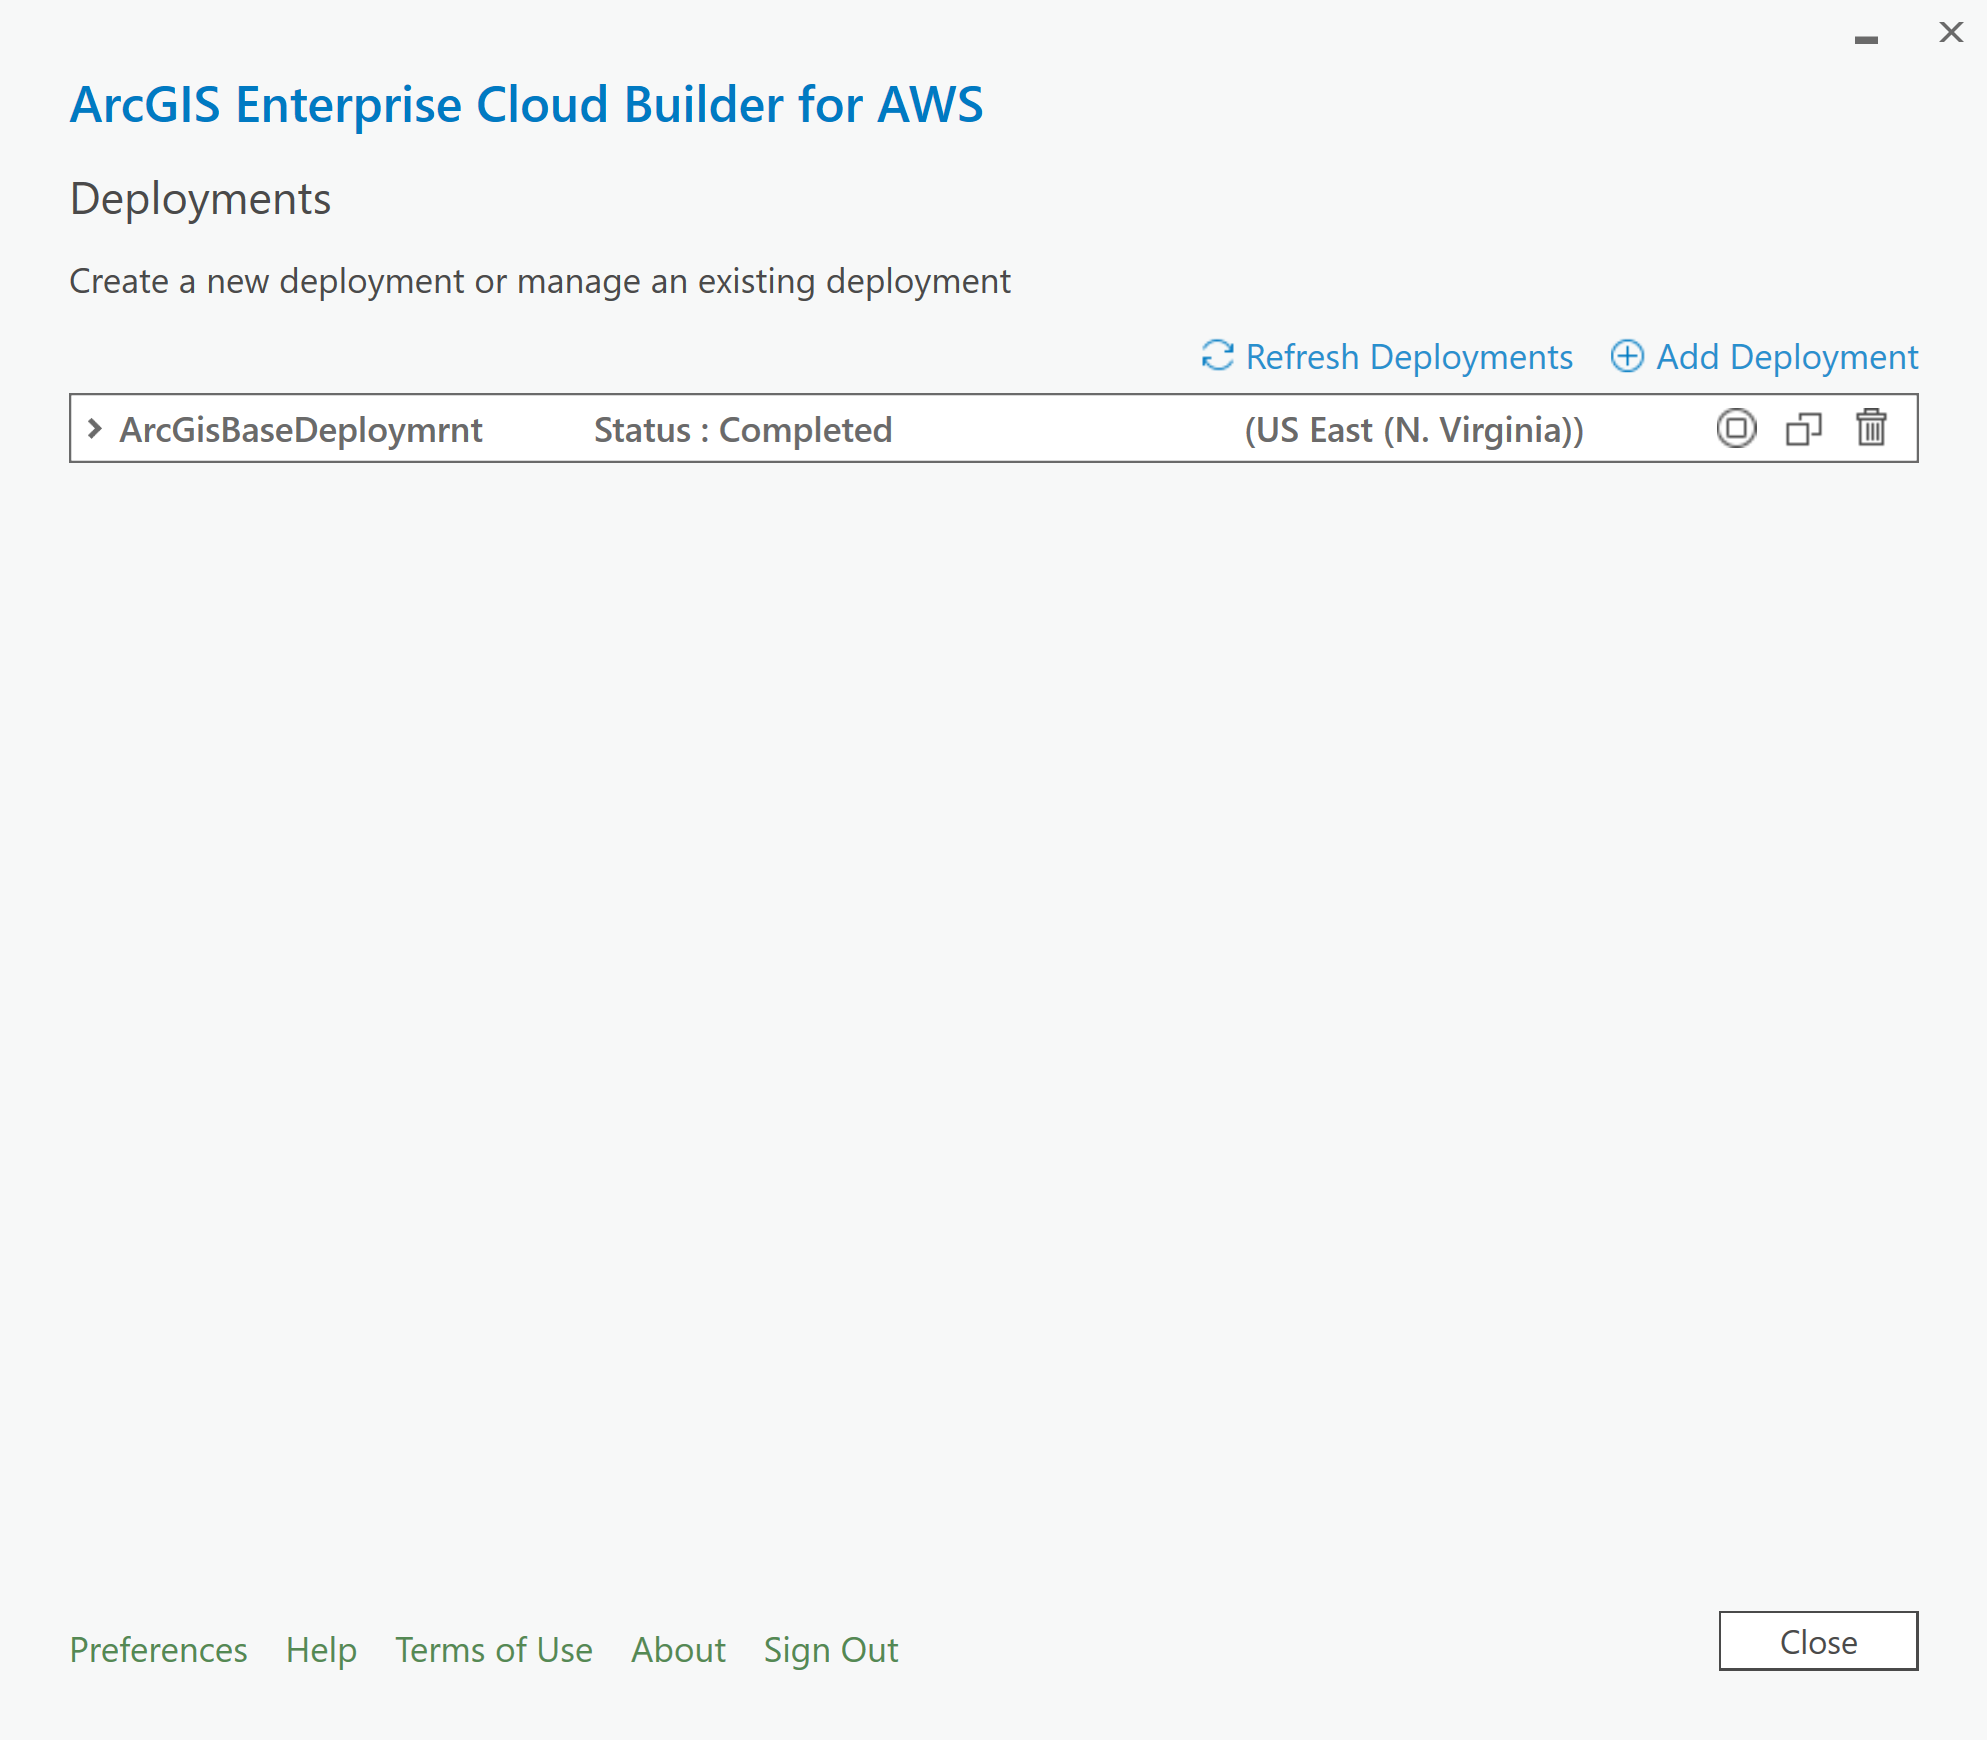 ArcGIS Enterprise Cloud Builder for AWS
Deployments
Create a new deployment or manage an existing deployment
Refresh Deployments Add Deployment
ArcGisBaseDeploymrnt Status : Completed (US East (N. Virginia))
Preferences Help Terms of Use About Sign Out Close